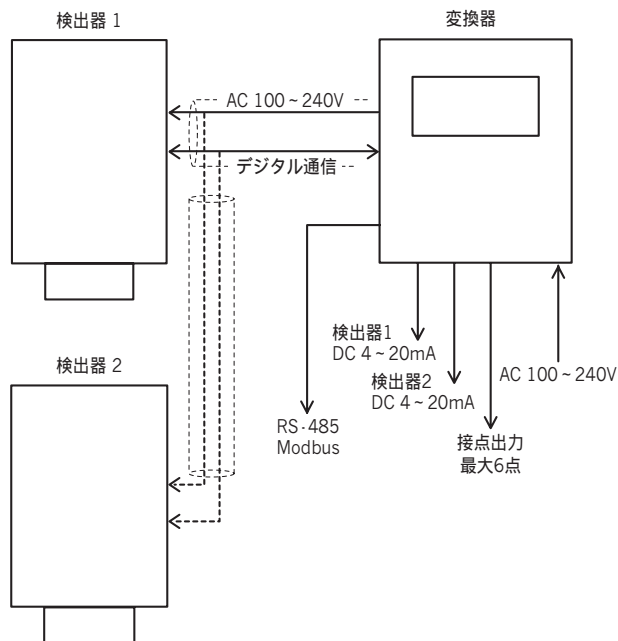 検出器 1
変換器
AC 100~240V
デジタル通信
検出器1
DC 4~20mA
検出器2
DC 4~20mA
AC 100~240V
RS-485
Modbus
接点出力
最大6点
検出器 2